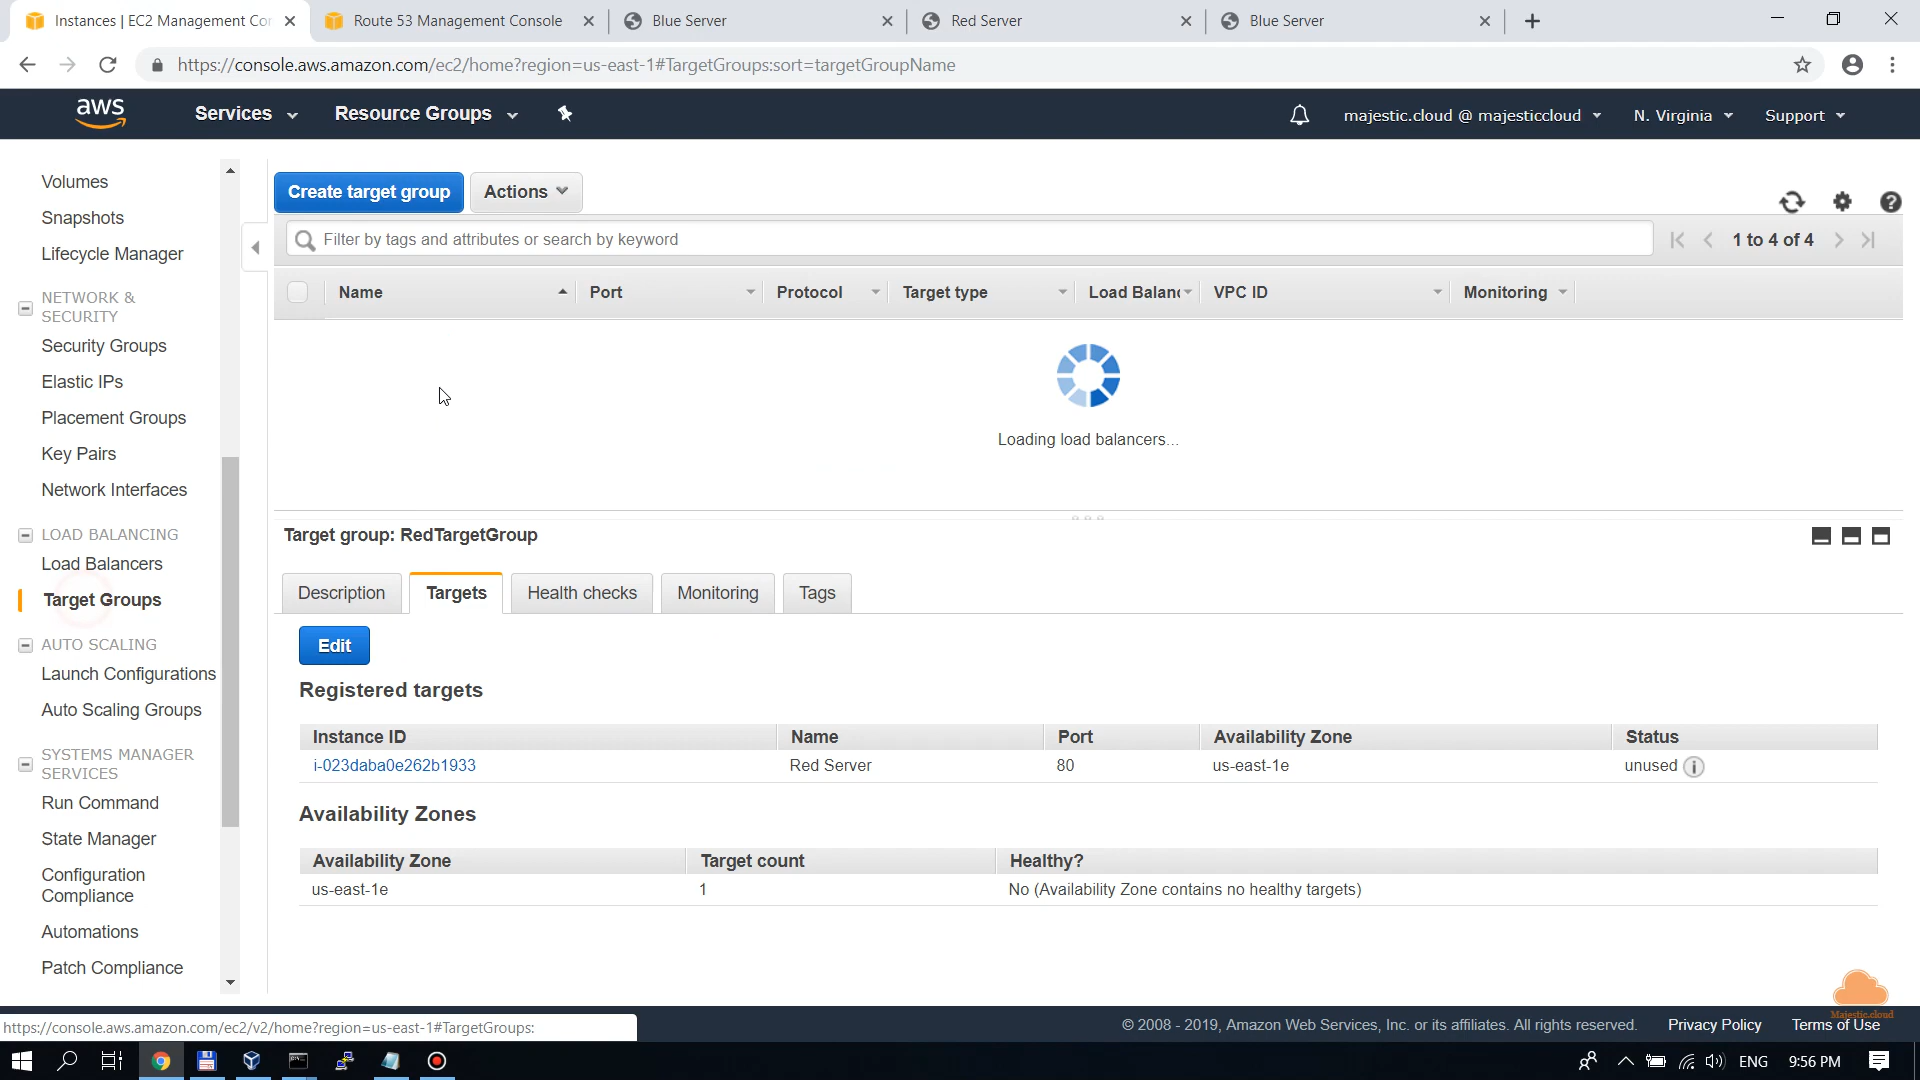 Instances | EC2 Management Con
Route 53 Management Console
Blue Server
Red Server
Blue Server
https://console.aws.amazon.com/ec2/home?region=us-east-1#TargetGroups:sort=targetGroupName
aws
Services
Resource Groups
majestic.cloud @ majesticcloud
N. Virginia
Support
Volumes
Snapshots
Lifecycle Manager
NETWORK &
SECURITY
Security Groups
Elastic IPs
Placement Groups
Key Pairs
Network Interfaces
LOAD BALANCING
Load Balancers
Target Groups
AUTO SCALING
Launch Configurations
Auto Scaling Groups
SYSTEMS MANAGER
SERVICES
Run Command
State Manager
Configuration
Compliance
Automations
Patch Compliance
Create target group
Actions
Filter by tags and attributes or search by keyword
1 to 4 of 4
Name
Port
Protocol
Target type
Load Balanc
VPC ID
Monitoring
Loading load balancers...
Target group: RedTargetGroup
Description
Targets
Health checks
Monitoring
Tags
Edit
Registered targets
Instance ID
Name
Port
Availability Zone
Status
i-023daba0e262b1933
Red Server
80
us-east-1e
unused
Availability Zones
Availability Zone
Target count
Healthy?
us-east-1e
1
No (Availability Zone contains no healthy targets)
Majestic.cloud
https://console.aws.amazon.com/ec2/v2/home?region=us-east-1#TargetGroups:
© 2008 - 2019, Amazon Web Services, Inc. or its affiliates. All rights reserved.
Privacy Policy
Terms of Use
ENG
9:56 PM